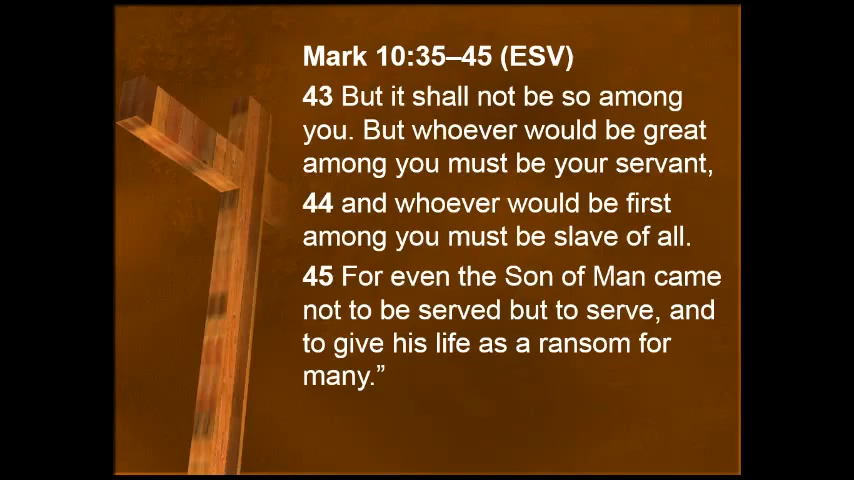 Mark 10:35–45 (ESV)
43 But it shall not be so among
you. But whoever would be great
among you must be your servant,
44 and whoever would be first
among you must be slave of all.
45 For even the Son of Man came
not to be served but to serve, and
to give his life as a ransom for
many.”